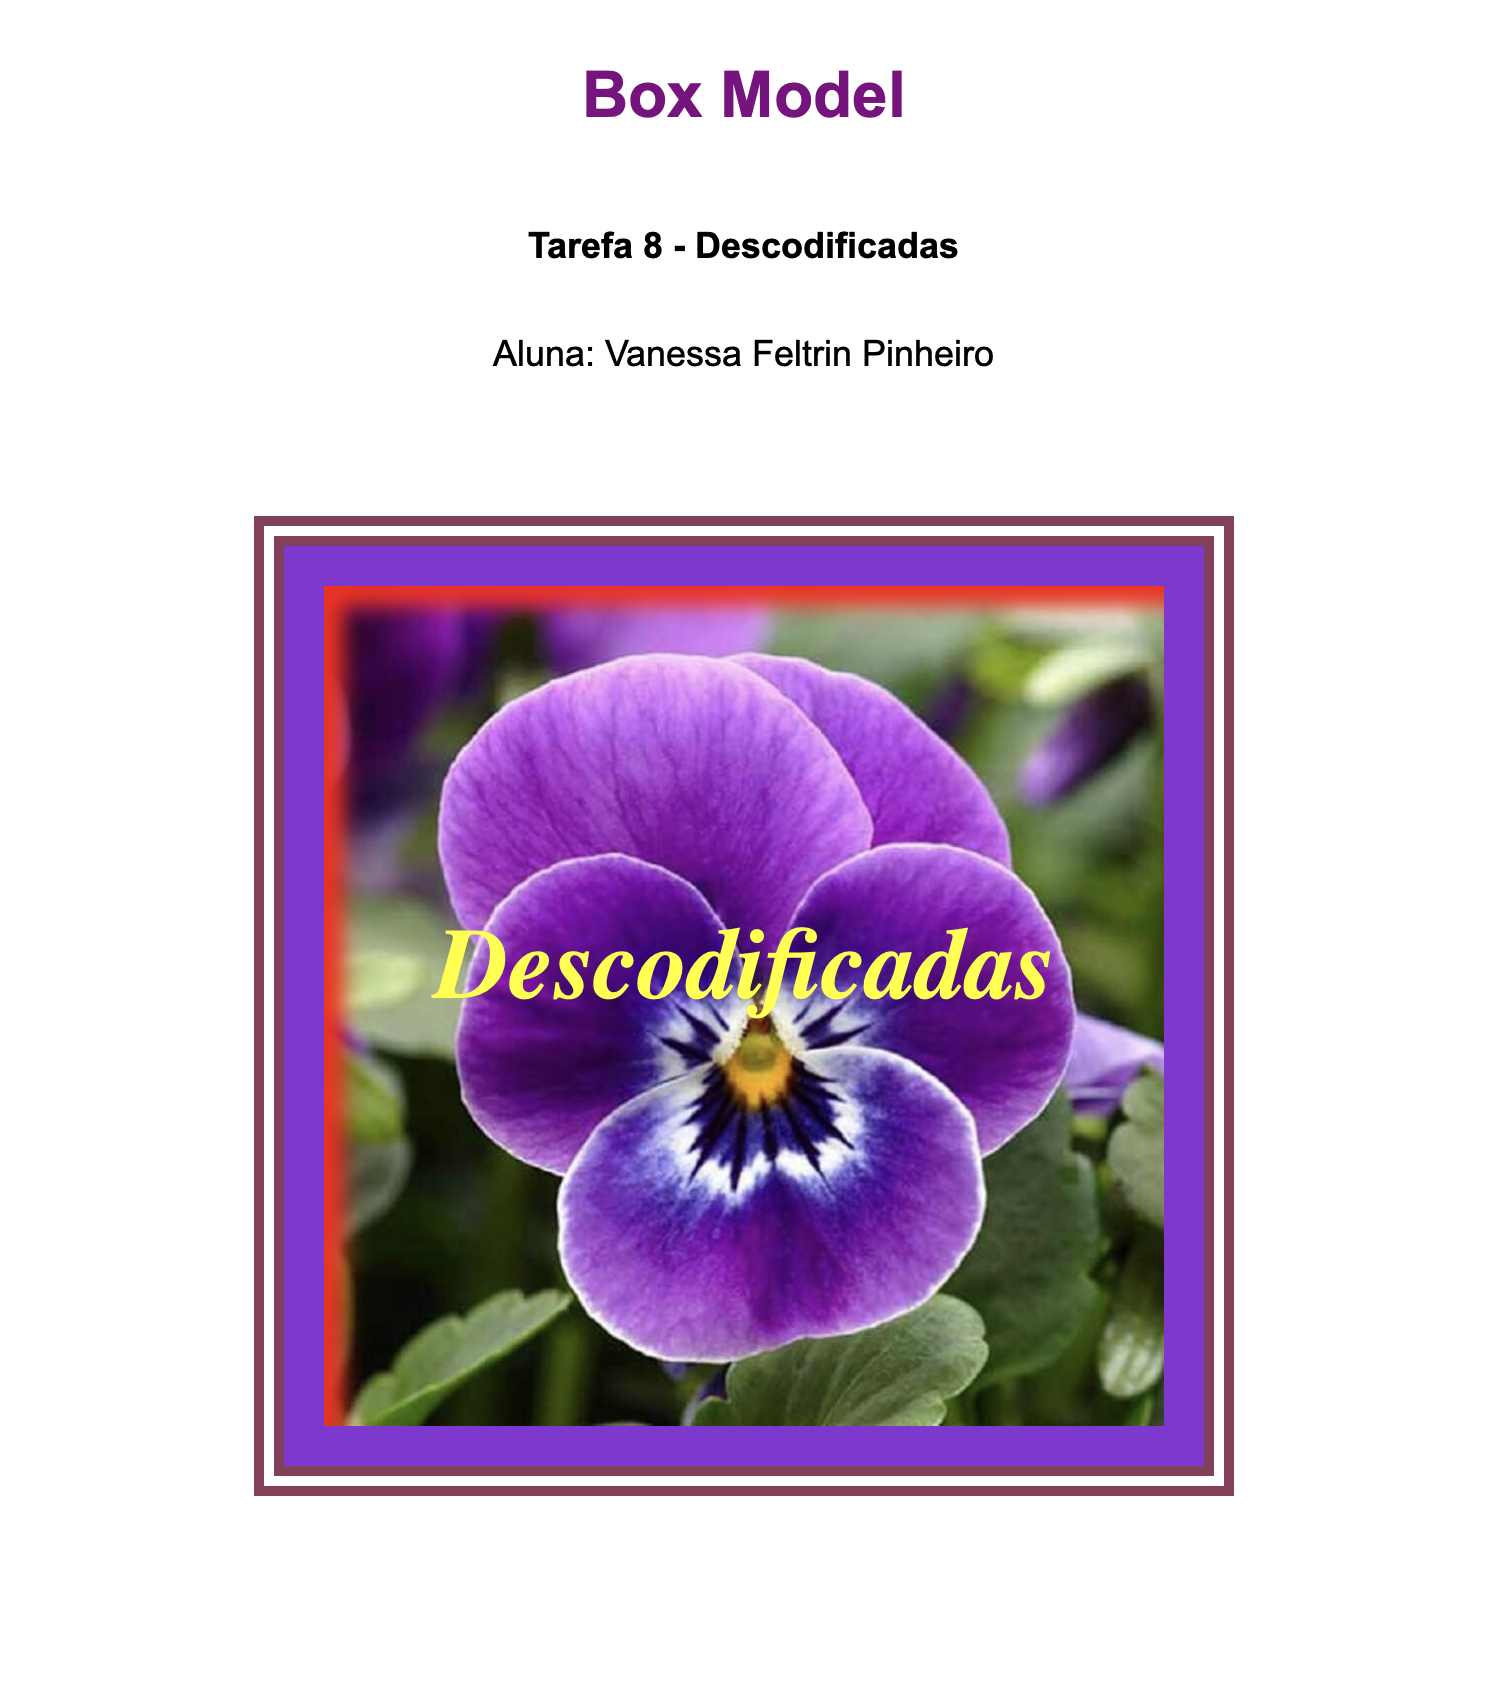 Box Model
Tarefa 8 - Descodificadas
Aluna: Vanessa Feltrin Pinheiro
Descodificadas